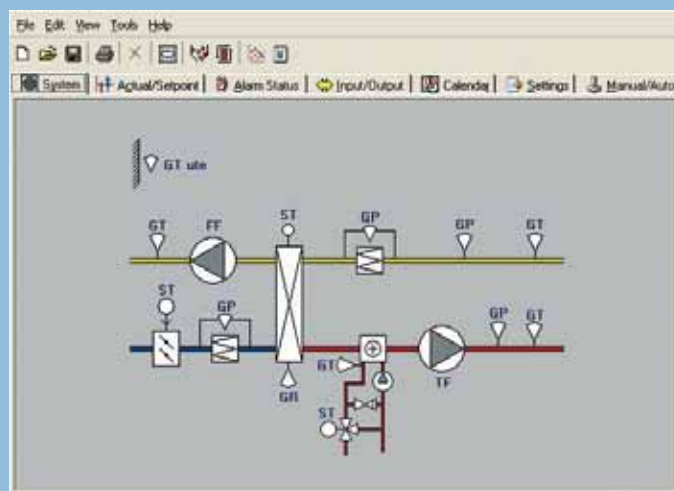 File Edit View Tools Help
System Actual/Setpoint Alarm Status Input/Output Calendar Settings Manual/Auto
GT ute
GT FF ST GP GP GT
ST GP GP GT
GT TF
GП
ST